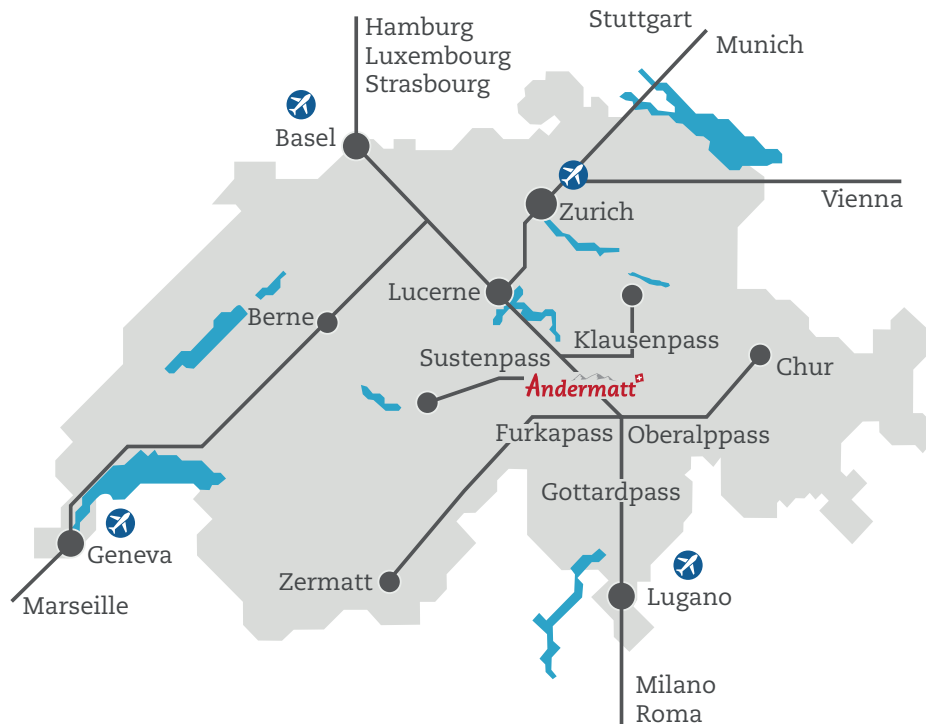 Hamburg
Luxembourg
Strasbourg
Stuttgart
Munich
Basel
Zurich
Vienna
Lucerne
Berne
Klausenpass
Sustenpass
Chur
Andermatt
Furkapass
Oberalppass
Gottardpass
Geneva
Zermatt
Marseille
Lugano
Milano
Roma